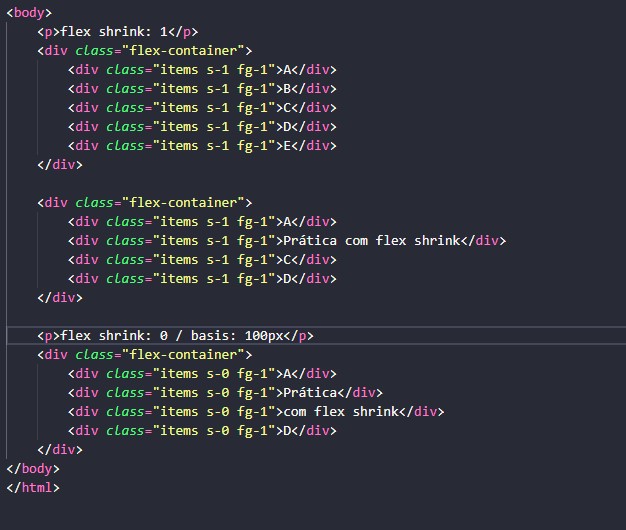 <body>
<p>flex shrink: 1</p>
<div class="flex-container">
<div class="items s-1 fg-1">A</div>
<div class="items s-1 fg-1">B</div>
<div class="items s-1 fg-1">C</div>
<div class="items s-1 fg-1">D</div>
<div class="items s-1 fg-1">E</div>
</div>
<div class="flex-container">
<div class="items s-1 fg-1">A</div>
<div class="items s-1 fg-1">Prática com flex shrink</div>
<div class="items s-1 fg-1">C</div>
<div class="items s-1 fg-1">D</div>
</div>
<p>flex shrink: 0 / basis: 100px</p>
<div class="flex-container">
<div class="items s-0 fg-1">A</div>
<div class="items s-0 fg-1">Prática</div>
<div class="items s-0 fg-1">com flex shrink</div>
<div class="items s-0 fg-1">D</div>
</div>
</body>
</html>